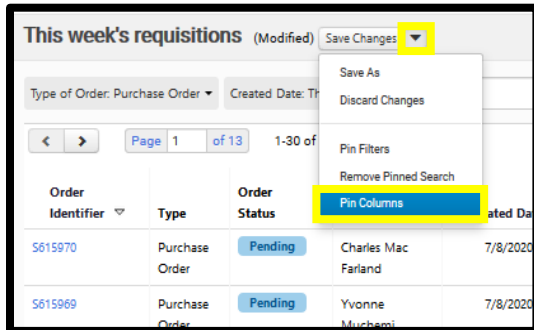 This week's requisitions (Modified) Save Changes
Save As
Type of Order: Purchase Order Created Date: Th
Discard Changes
Page 1 of 13 1-30 of
Pin Filters
Remove Pinned Search
Order Order
Pin Columns
Identifier Type Status ated Da
S615970 Purchase Pending Charles Mac 7/8/2020
Order Farland
S615969 Purchase Pending Yvonne 7/8/2020
Order Muchemi